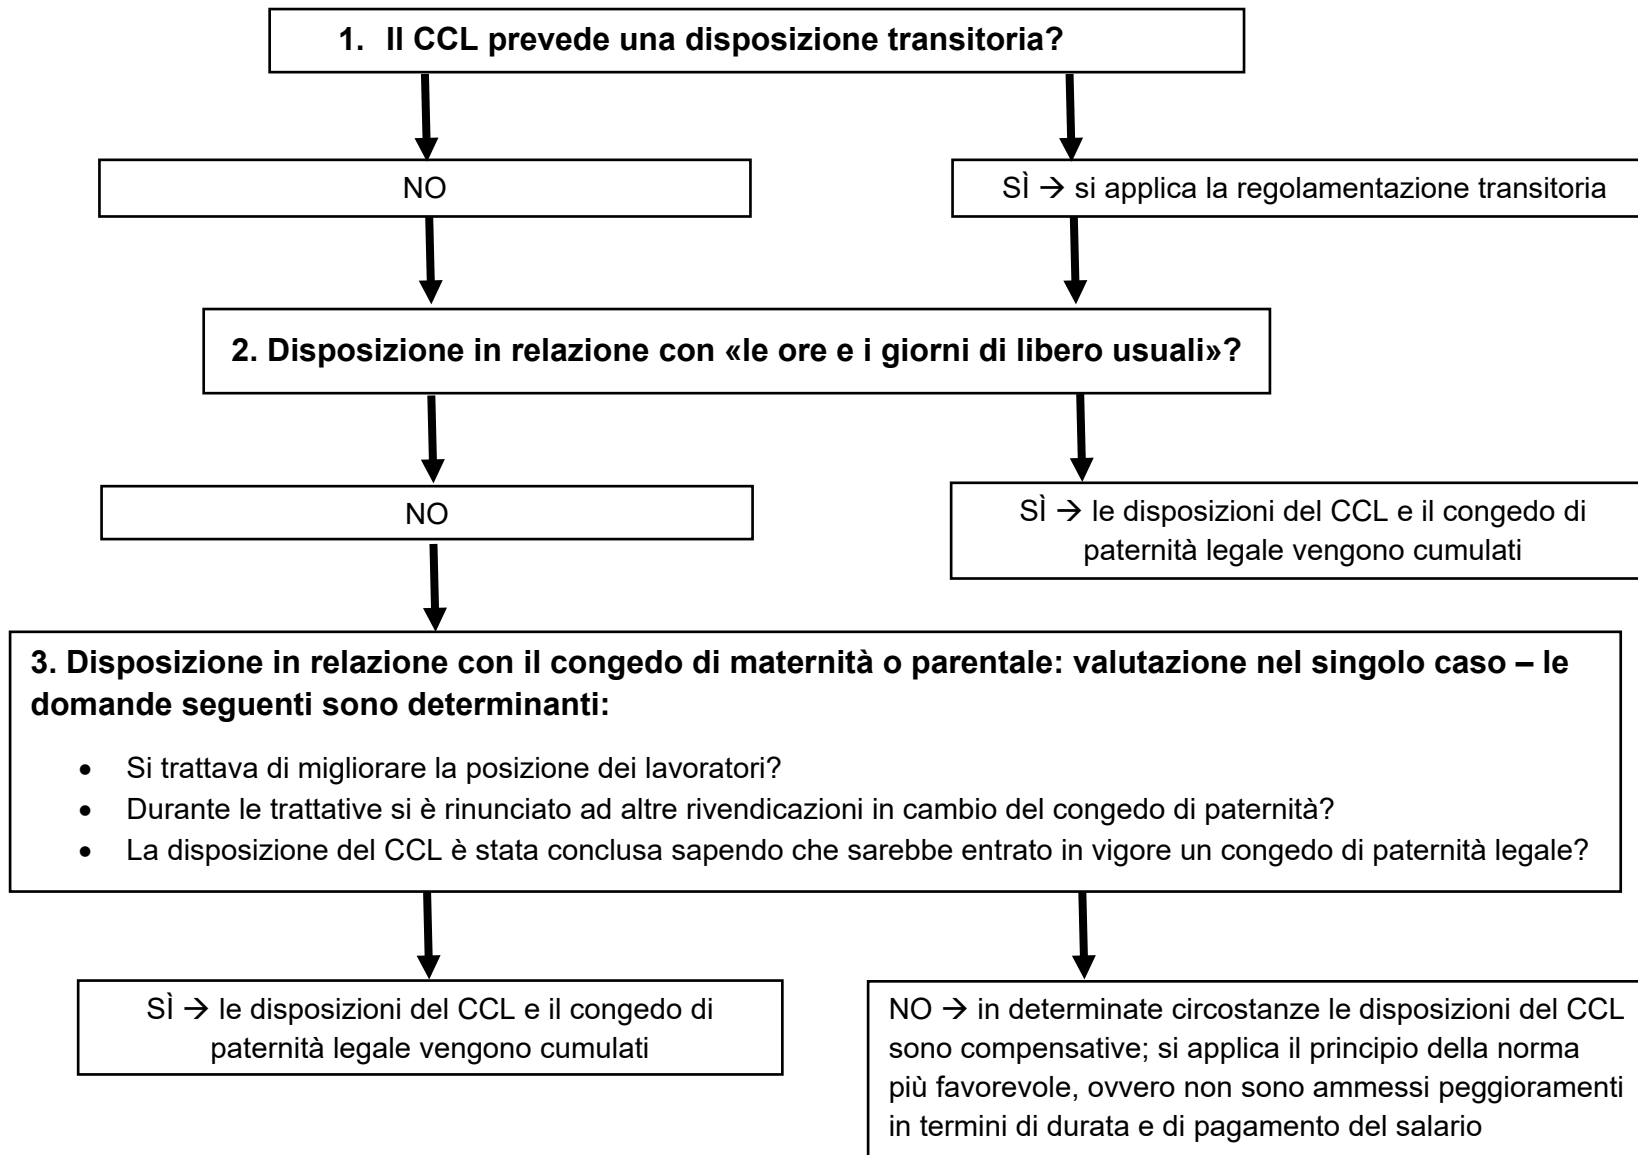 1. Il CCL prevede una disposizione transitoria?
NO
SÌ → si applica la regolamentazione transitoria
2. Disposizione in relazione con «le ore e i giorni di libero usuali»?
NO
SÌ → le disposizioni del CCL e il congedo di
paternità legale vengono cumulati
3. Disposizione in relazione con il congedo di maternità o parentale: valutazione nel singolo caso – le
domande seguenti sono determinanti:
• Si trattava di migliorare la posizione dei lavoratori?
• Durante le trattative si è rinunciato ad altre rivendicazioni in cambio del congedo di paternità?
• La disposizione del CCL è stata conclusa sapendo che sarebbe entrato in vigore un congedo di paternità legale?
SÌ → le disposizioni del CCL e il congedo di
paternità legale vengono cumulati
NO → in determinate circostanze le disposizioni del CCL
sono compensative; si applica il principio della norma
più favorevole, ovvero non sono ammessi peggioramenti
in termini di durata e di pagamento del salario